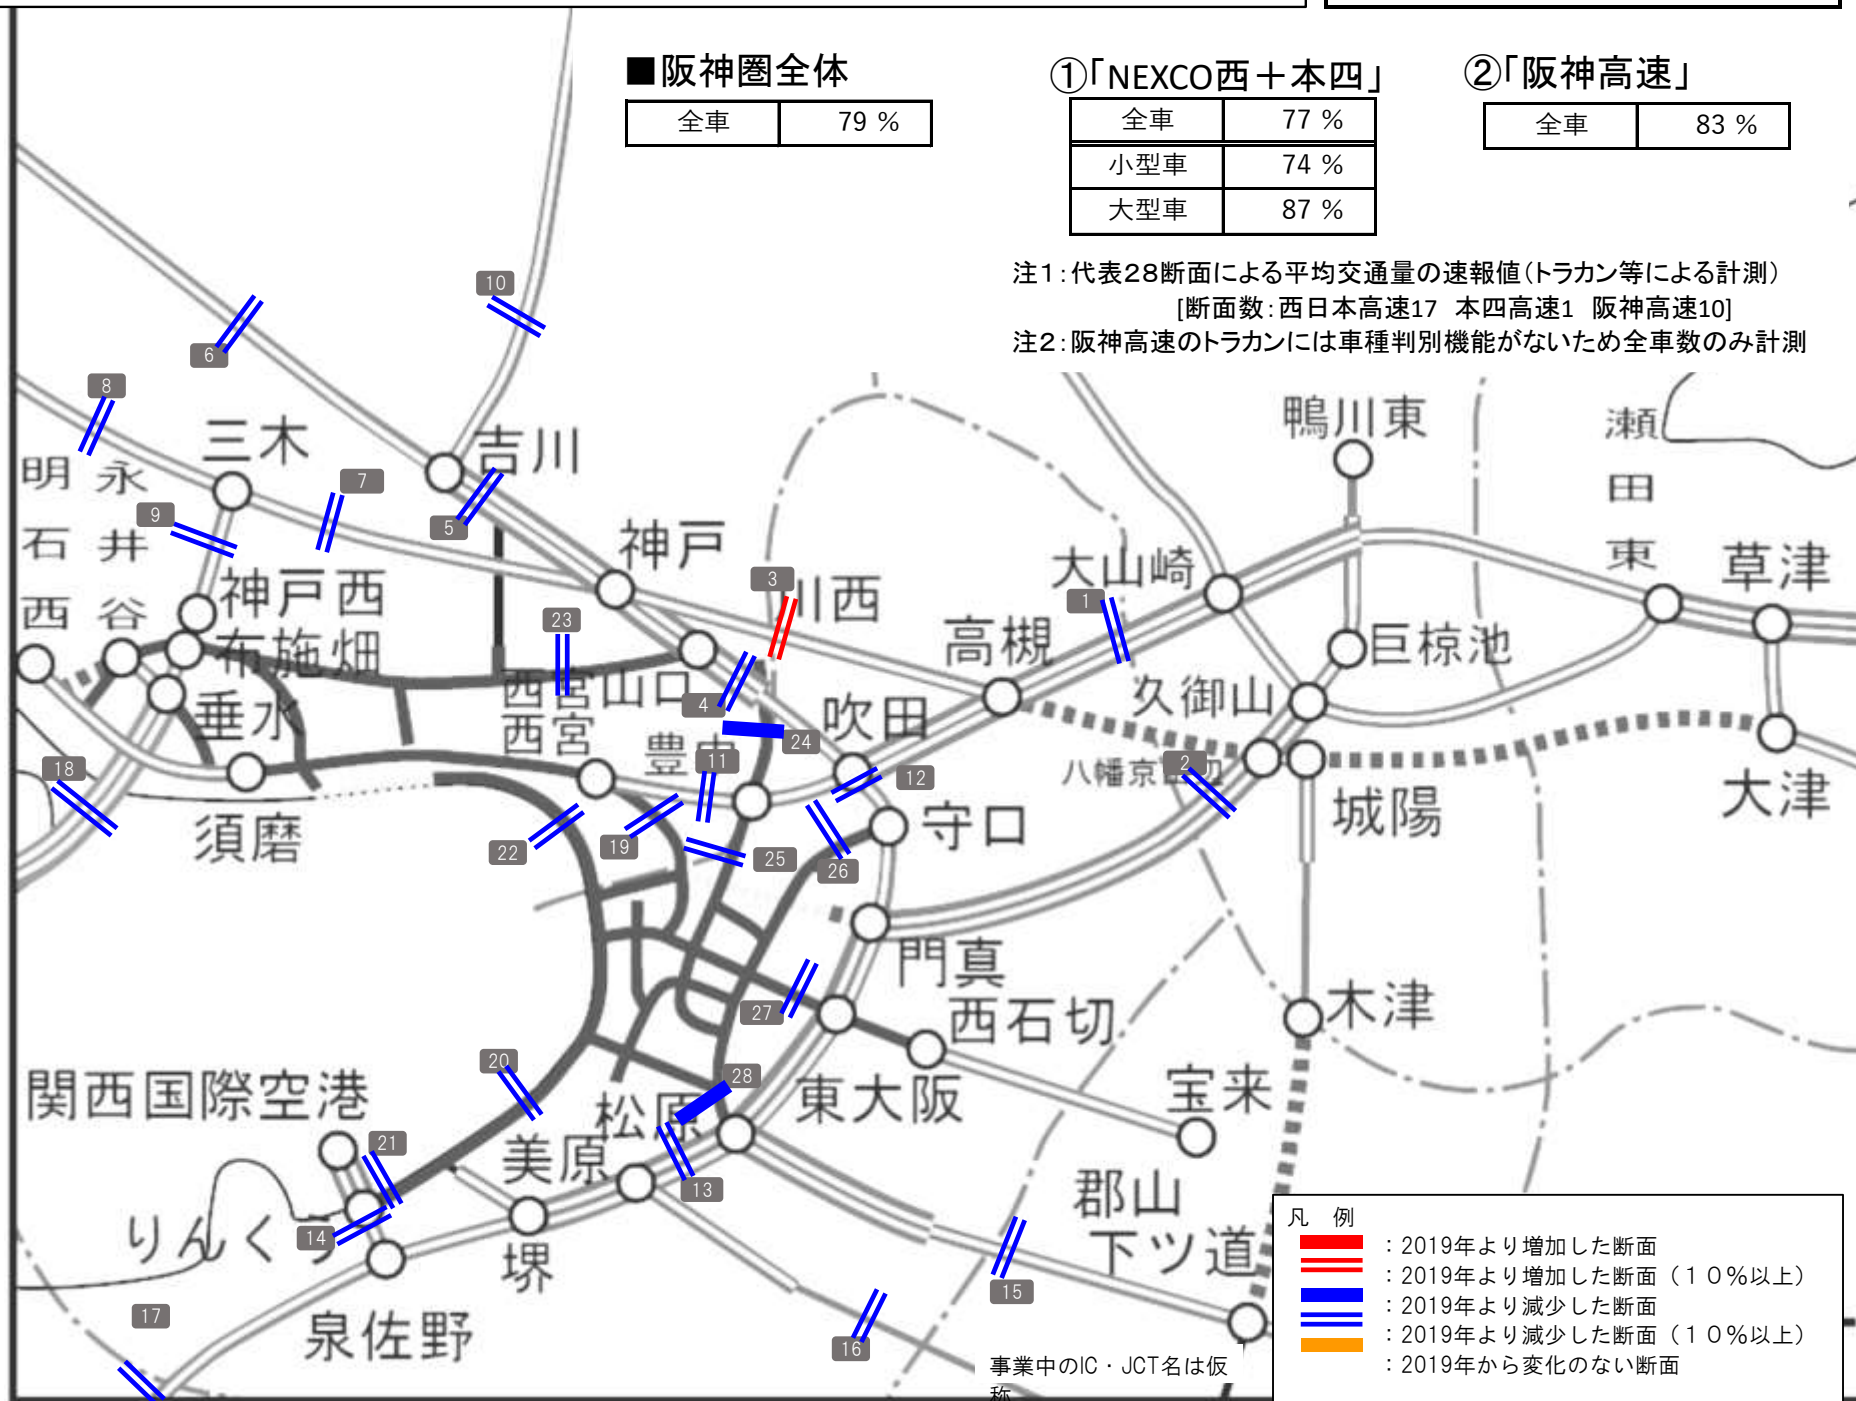 ■阪神圏全体
全車 79 %
①「NEXCO西＋本四」
全車 77 %
小型車 74 %
大型車 87 %
②「阪神高速」
全車 83 %
注1：代表28断面による平均交通量の速報値（トラカン等による計測）
[断面数：西日本高速17 本四高速1 阪神高速10]
注2：阪神高速のトラカンには車種判別機能がないため全車数のみ計測
10
6
8
三木
吉川
鴨川東
瀬田東
明石西
永井谷
7
9
5
神戸
3
川西
大山崎
1
草津
神戸西
布施畑
23
高槻
巨椋池
西宮山口
4
久御山
垂水
西宮
吹田
24
豊中
11
12
18
2
八幡京田辺
城陽
大津
須磨
22
19
25
26
守口
門真
27
西石切
木津
関西国際空港
20
28
松原
東大阪
宝来
21
美原
13
郡山下ツ道
りんくう
14
堺
15
17
泉佐野
16
事業中のIC・JCT名は仮
称
凡 例
：2019年より増加した断面
：2019年より増加した断面（１０％以上）
：2019年より減少した断面
：2019年より減少した断面（１０％以上）
：2019年から変化のない断面